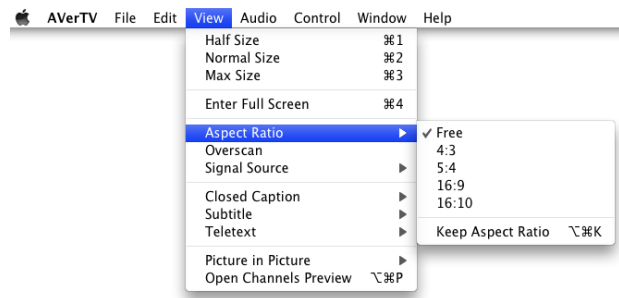 AVerTV File Edit View Audio Control Window Help
Half Size ⌘1
Normal Size ⌘2
Max Size ⌘3
Enter Full Screen ⌘4
Aspect Ratio
Overscan
Signal Source
Closed Caption
Subtitle
Teletext
Picture in Picture
Open Channels Preview ⌥⌘P
✓ Free
4:3
5:4
16:9
16:10
Keep Aspect Ratio ⌥⌘K